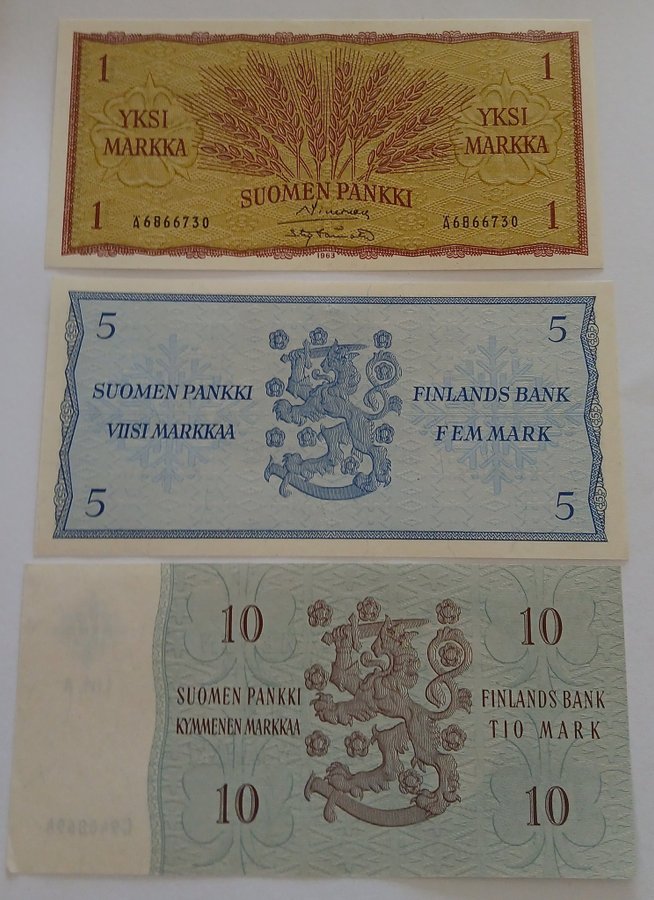 1 1
YKSI MARKKA
YKSI MARKKA
SUOMEN PANKKI
1 1
A6866730 A6866730
1963
5 5
SUOMEN PANKKI FINLANDS BANK
VIISI MARKKAA FEM MARK
5 5
10 10
SUOMEN PANKKI FINLANDS BANK
KYMMENEN MARKKAA TIO MARK
10 10
Litt.A